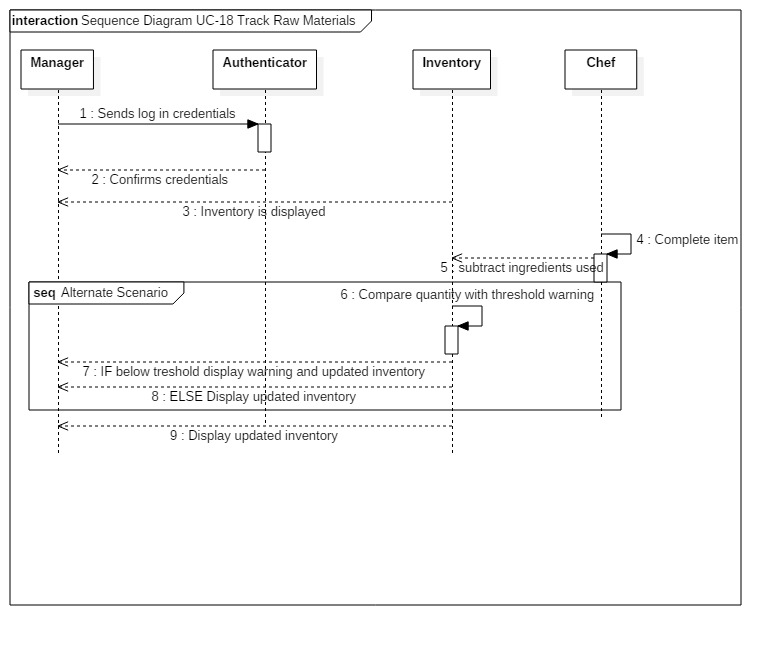 interaction Sequence Diagram UC-18 Track Raw Materials
Manager
Authenticator
Inventory
Chef
1 : Sends log in credentials
2 : Confirms credentials
3 : Inventory is displayed
4 : Complete item
5 : subtract ingredients used
seq Alternate Scenario
6 : Compare quantity with threshold warning
7 : IF below treshold display warning and updated inventory
8 : ELSE Display updated inventory
9 : Display updated inventory